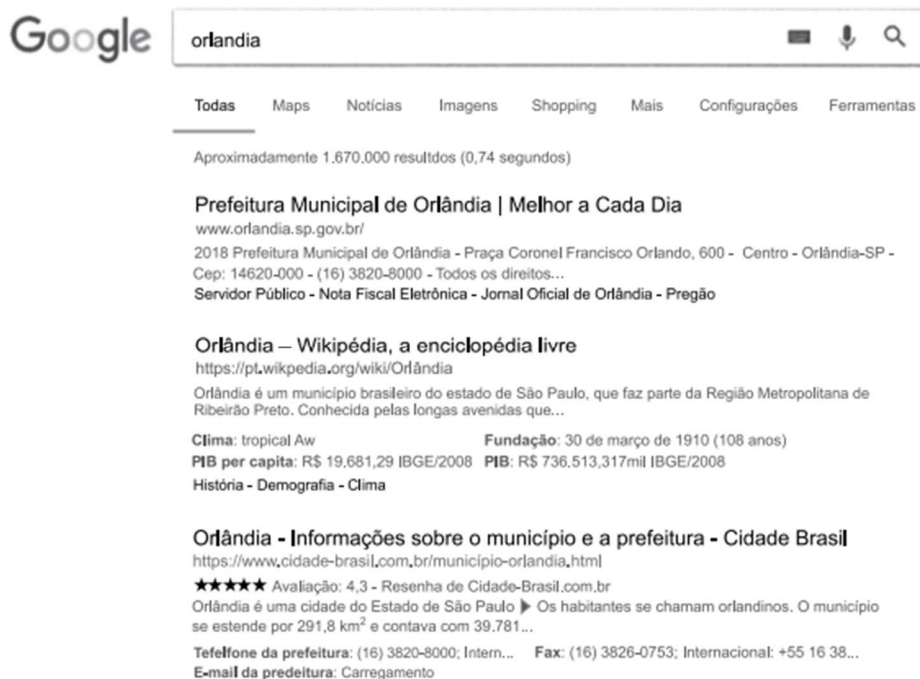 Google
orlandia
Todas Maps Notícias Imagens Shopping Mais Configurações Ferramentas
Aproximadamente 1.670.000 resultdos (0,74 segundos)
Prefeitura Municipal de Orlândia | Melhor a Cada Dia
www.orlandia.sp.gov.br/
2018 Prefeitura Municipal de Orlândia - Praça Coronel Francisco Orlando, 600 - Centro - Orlândia-SP -
Cep: 14620-000 - (16) 3820-8000 - Todos os direitos...
Servidor Público - Nota Fiscal Eletrônica - Jornal Oficial de Orlândia - Pregão
Orlândia – Wikipédia, a enciclopédia livre
https://pt.wikpedia.org/wiki/Orlândia
Orlândia é um município brasileiro do estado de São Paulo, que faz parte da Região Metropolitana de
Ribeirão Preto. Conhecida pelas longas avenidas que...
Clima: tropical Aw Fundação: 30 de março de 1910 (108 anos)
PIB per capita: R$ 19.681,29 IBGE/2008 PIB: R$ 736.513,317mil IBGE/2008
História - Demografia - Clima
Orlândia - Informações sobre o município e a prefeitura - Cidade Brasil
https://www.cidade-brasil.com.br/município-orlandia.html
★★★★★ Avaliação: 4,3 - Resenha de Cidade-Brasil.com.br
Orlândia é uma cidade do Estado de São Paulo ▶ Os habitantes se chamam orlandinos. O município
se estende por 291,8 km² e contava com 39.781...
Tefelfone da prefeitura: (16) 3820-8000; Intern... Fax: (16) 3826-0753; Internacional: +55 16 38...
E-mail da predeitura: Carregamento